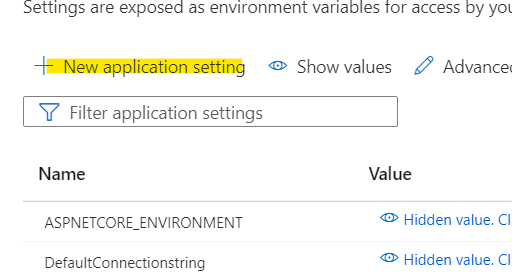 Settings are exposed as environment variables for access by you
New application setting Show values Advanced
Filter application settings
Name Value
ASPNETCORE_ENVIRONMENT Hidden value. Cl
DefaultConnectionstring Hidden value. Cl